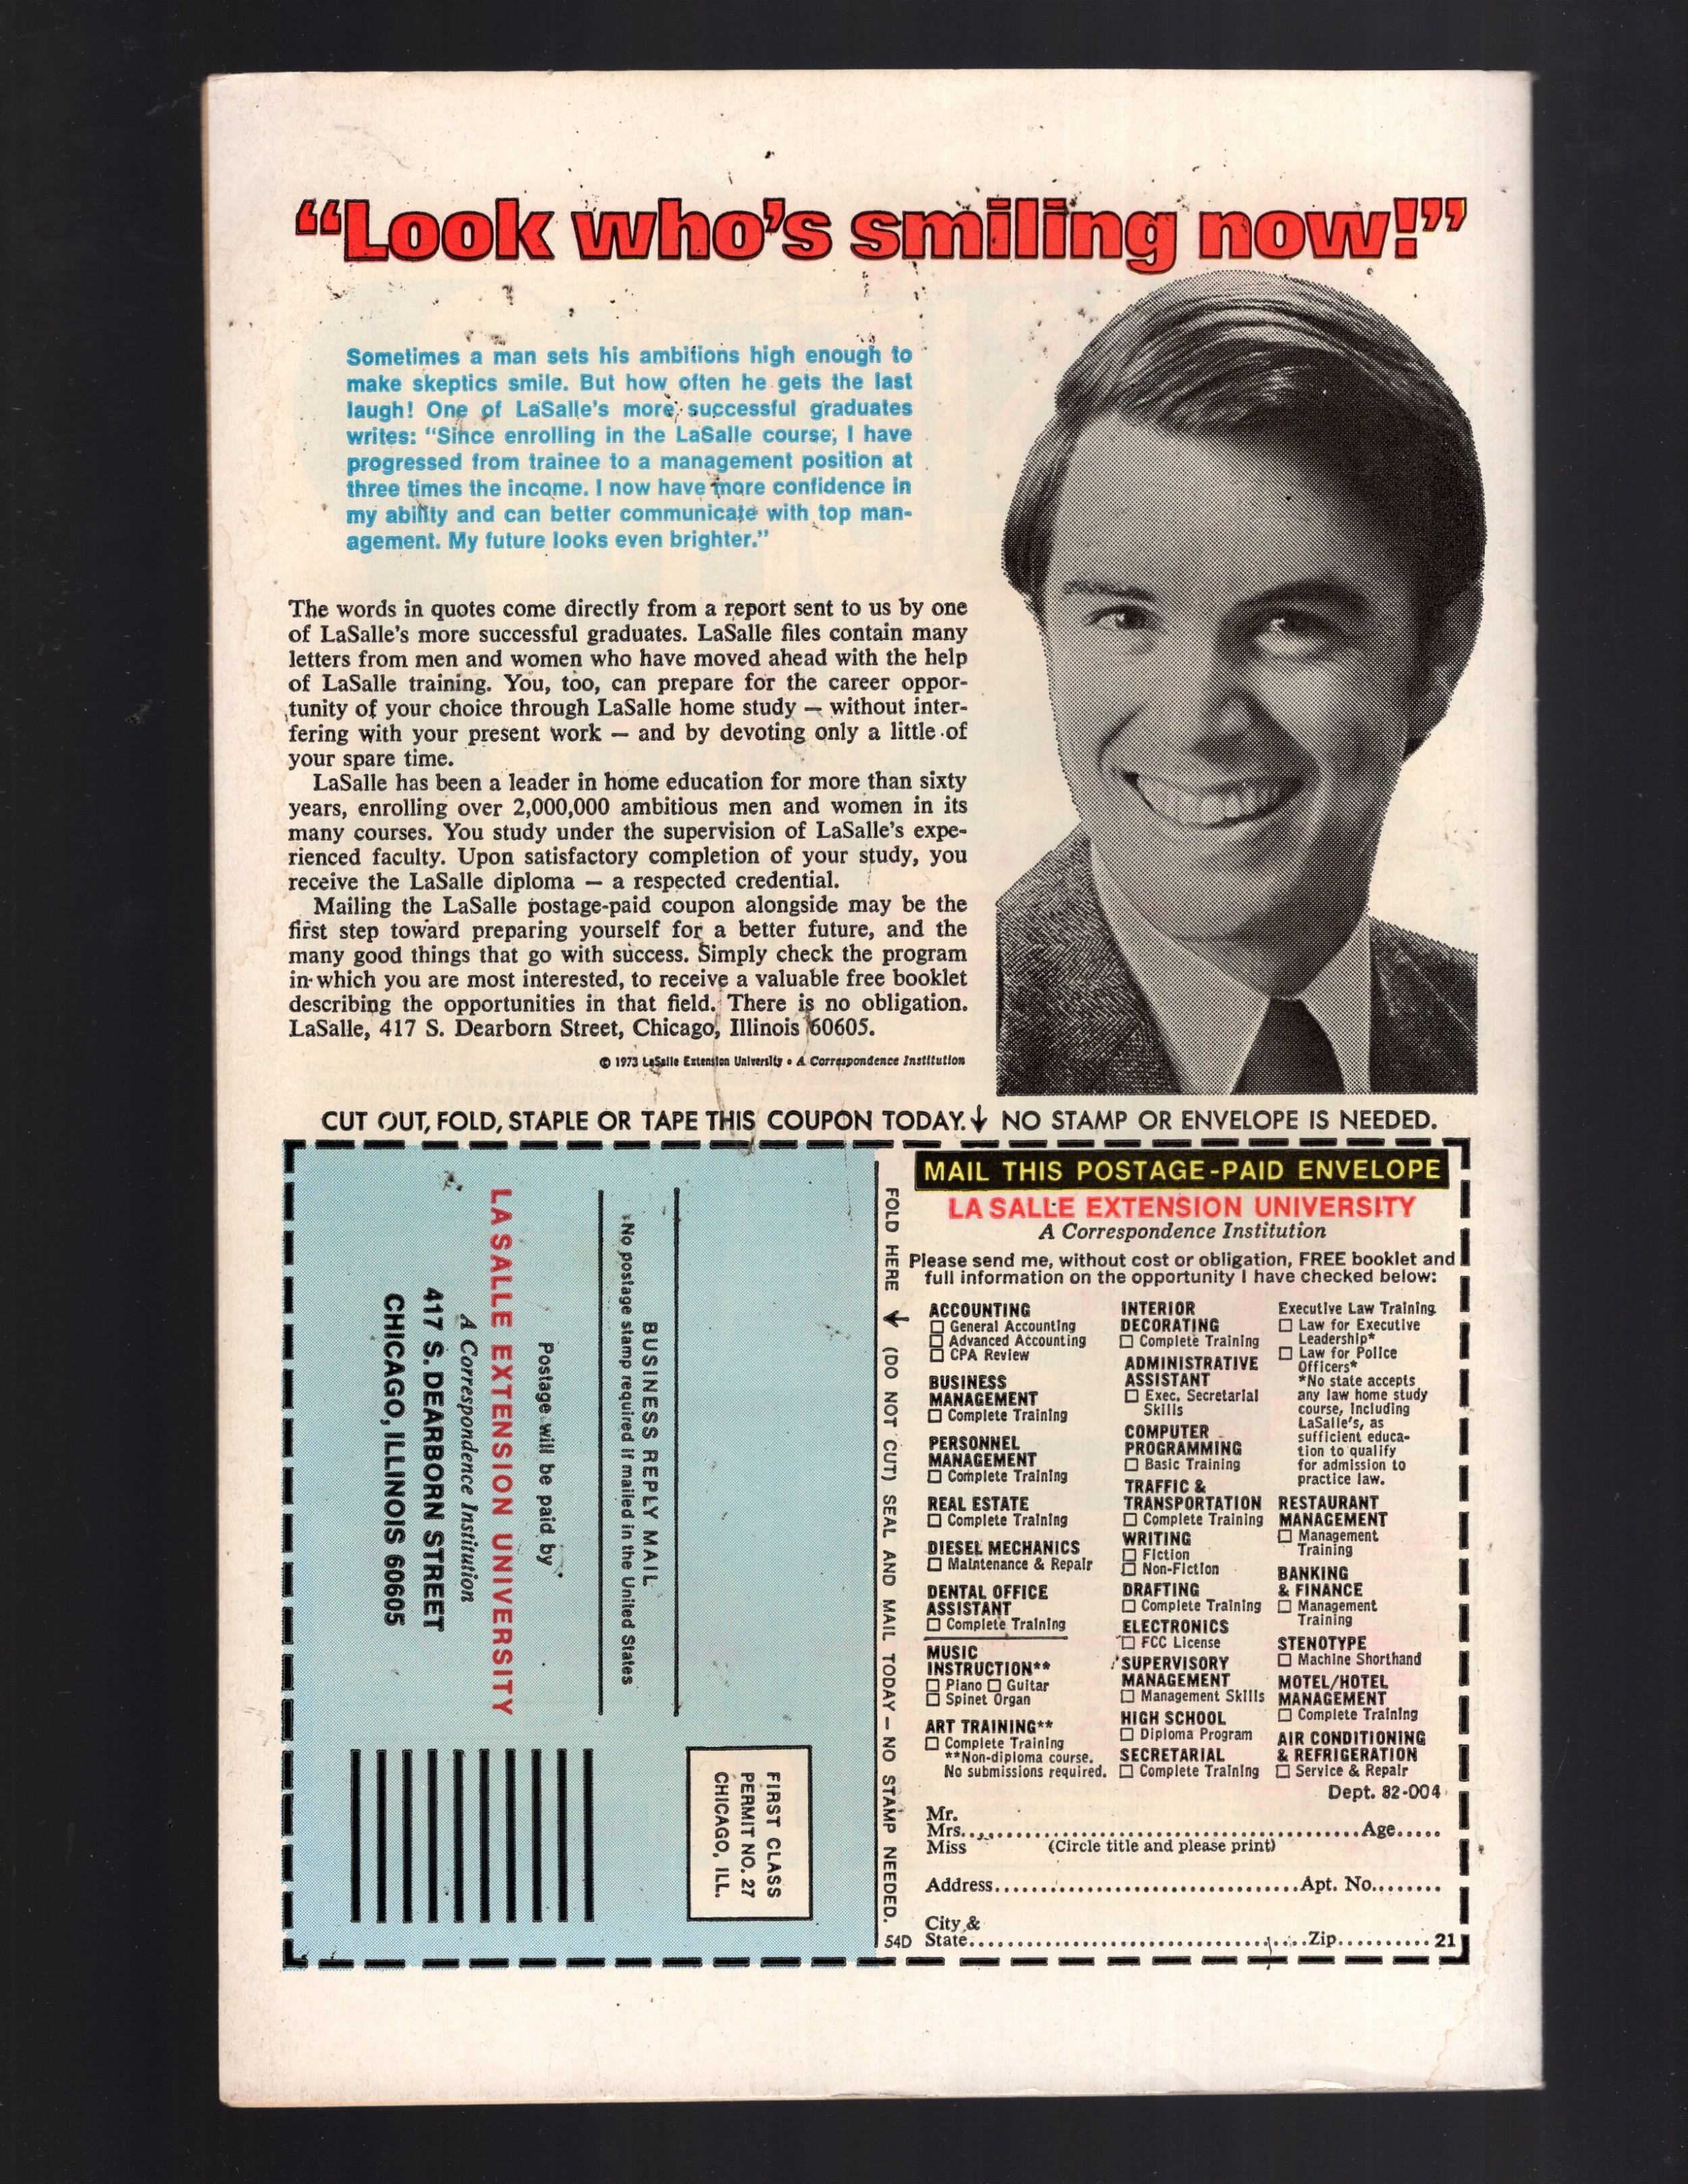 “Look who’s smiling now!”
Sometimes a man sets his ambitions high enough to
make skeptics smile. But how often he gets the last
laugh! One of LaSalle’s more successful graduates
writes: “Since enrolling in the LaSalle course, I have
progressed from trainee to a management position at
three times the income. I now have more confidence in
my ability and can better communicate with top man-
agement. My future looks even brighter.”
The words in quotes come directly from a report sent to us by one
of LaSalle’s more successful graduates. LaSalle files contain many
letters from men and women who have moved ahead with the help
of LaSalle training. You, too, can prepare for the career oppor-
tunity of your choice through LaSalle home study — without inter-
fering with your present work — and by devoting only a little of
your spare time.
LaSalle has been a leader in home education for more than sixty
years, enrolling over 2,000,000 ambitious men and women in its
many courses. You study under the supervision of LaSalle’s expe-
rienced faculty. Upon satisfactory completion of your study, you
receive the LaSalle diploma — a respected credential.
Mailing the LaSalle postage-paid coupon alongside may be the
first step toward preparing yourself for a better future, and the
many good things that go with success. Simply check the program
in which you are most interested, to receive a valuable free booklet
describing the opportunities in that field. There is no obligation.
LaSalle, 417 S. Dearborn Street, Chicago, Illinois 60605.
© 1973 LaSalle Extension University • A Correspondence Institution
CUT OUT, FOLD, STAPLE OR TAPE THIS COUPON TODAY.↓ NO STAMP OR ENVELOPE IS NEEDED.
FIRST CLASS
PERMIT NO. 27
CHICAGO, ILL.
BUSINESS REPLY MAIL
No postage stamp required if mailed in the United States
Postage will be paid by
LASALLE EXTENSION UNIVERSITY
A Correspondence Institution
417 S. DEARBORN STREET
CHICAGO, ILLINOIS 60605
FOLD HERE ↓ (DO NOT CUT) SEAL AND MAIL TODAY – NO STAMP NEEDED.
54D
MAIL THIS POSTAGE-PAID ENVELOPE
LA SALLE EXTENSION UNIVERSITY
A Correspondence Institution
Please send me, without cost or obligation, FREE booklet and
full information on the opportunity I have checked below:
ACCOUNTING
☐ General Accounting
☐ Advanced Accounting
☐ CPA Review
BUSINESS
MANAGEMENT
☐ Complete Training
PERSONNEL
MANAGEMENT
☐ Complete Training
REAL ESTATE
☐ Complete Training
DIESEL MECHANICS
☐ Maintenance & Repair
DENTAL OFFICE
ASSISTANT
☐ Complete Training
MUSIC
INSTRUCTION**
☐ Piano ☐ Guitar
☐ Spinet Organ
ART TRAINING**
☐ Complete Training
**Non-diploma course.
No submissions required.
INTERIOR
DECORATING
☐ Complete Training
ADMINISTRATIVE
ASSISTANT
☐ Exec. Secretarial
Skills
COMPUTER
PROGRAMMING
☐ Basic Training
TRAFFIC &
TRANSPORTATION
☐ Complete Training
WRITING
☐ Fiction
☐ Non-Fiction
DRAFTING
☐ Complete Training
ELECTRONICS
☐ FCC License
SUPERVISORY
MANAGEMENT
☐ Management Skills
HIGH SCHOOL
☐ Diploma Program
SECRETARIAL
☐ Complete Training
Executive Law Training
☐ Law for Executive
Leadership*
☐ Law for Police
Officers*
*No state accepts
any law home study
course, including
LaSalle’s, as
sufficient educa-
tion to qualify
for admission to
practice law.
RESTAURANT
MANAGEMENT
☐ Management
Training
BANKING
& FINANCE
☐ Management
Training
STENOTYPE
☐ Machine Shorthand
MOTEL/HOTEL
MANAGEMENT
☐ Complete Training
AIR CONDITIONING
& REFRIGERATION
☐ Service & Repair
Dept. 82-004
Mr.
Mrs.......................................................Age.....
Miss (Circle title and please print)
Address.................................Apt. No........
City &
State.....................................Zip..........21